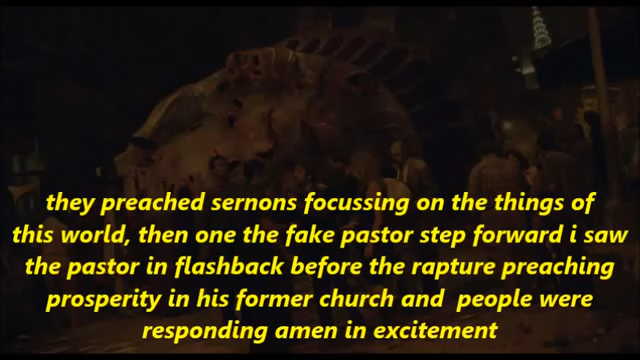 they preached sernons focussing on the things of
this world, then one the fake pastor step forward i saw
the pastor in flashback before the rapture preaching
prosperity in his former church and  people were
responding amen in excitement